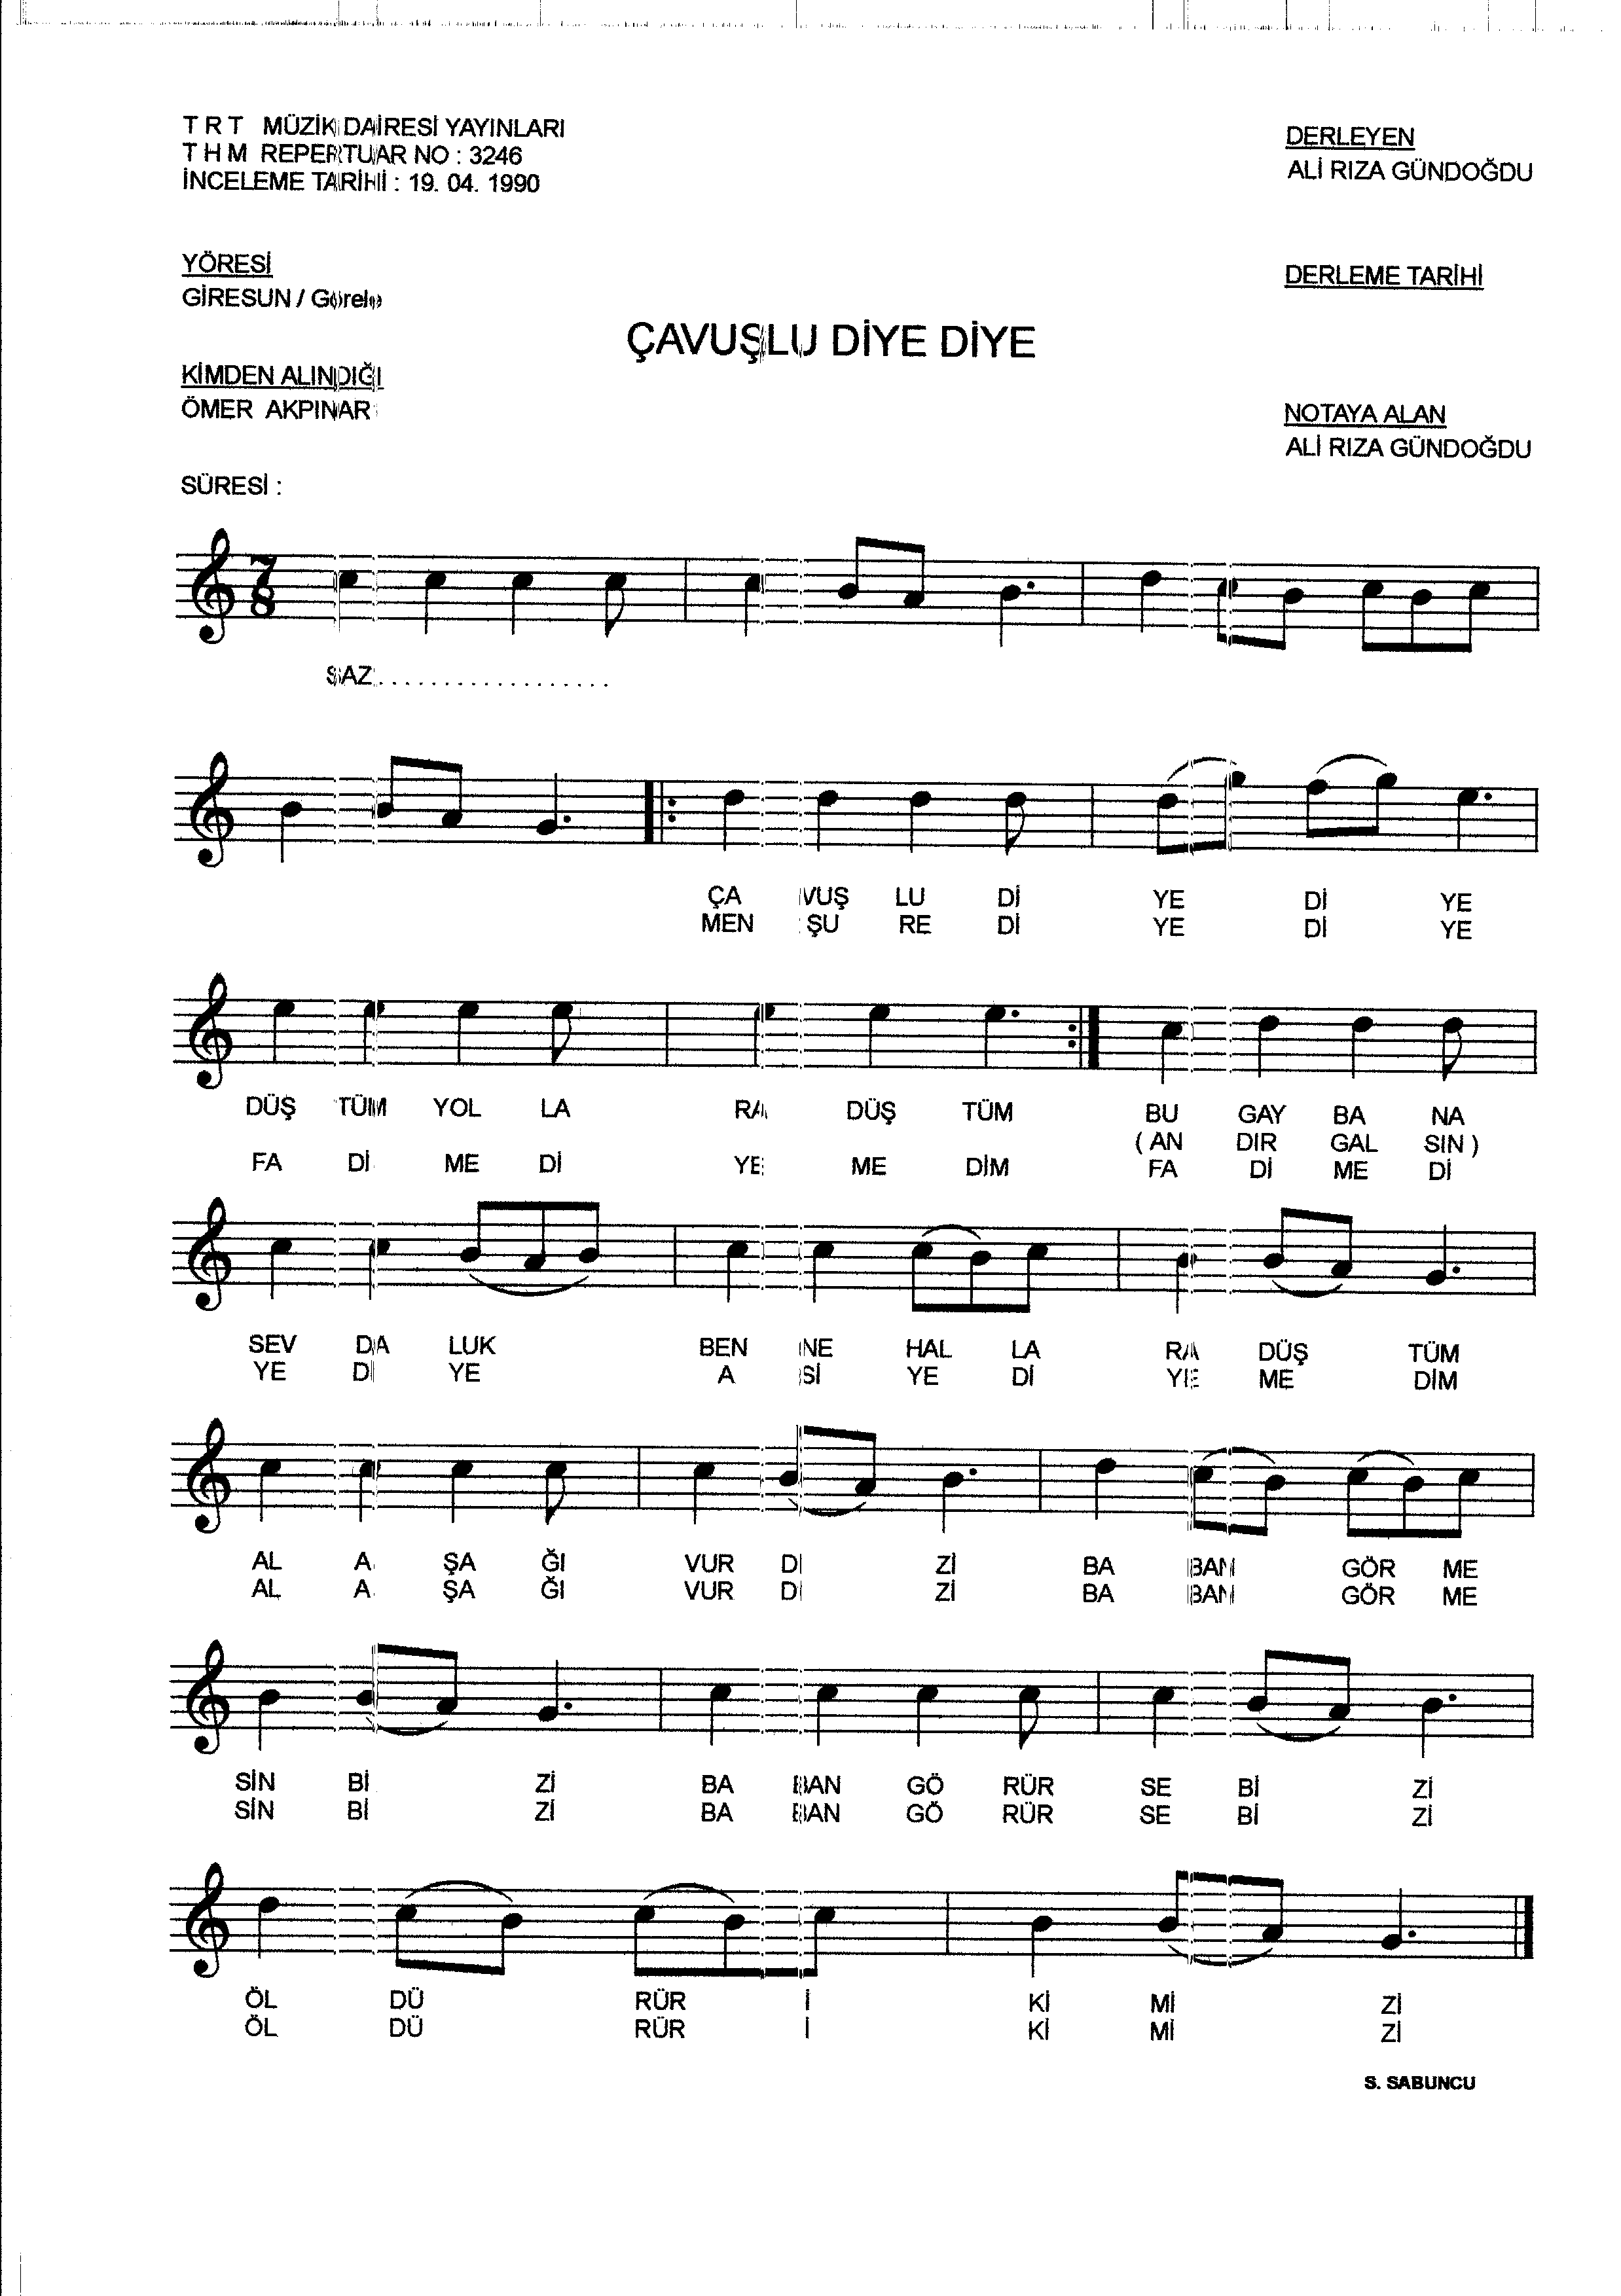 T R T MÜZİK DAİRESİ YAYINLARI
T H M REPERTUAR NO : 3246
İNCELEME TARİHİ : 19. 04. 1990
DERLEYEN
ALİ RIZA GÜNDOĞDU
YÖRESİ
GİRESUN / Görele
DERLEME TARİHİ
ÇAVUŞLU DİYE DİYE
KİMDEN ALINDIĞI
ÖMER AKPINAR
NOTAYA ALAN
ALİ RIZA GÜNDOĞDU
SÜRESİ :
7
8
SAZ . . . . . . . . . . . . . . . . . .
ÇA VUŞ LU Dİ YE Dİ YE
MEN ŞU RE Dİ YE Dİ YE
DÜŞ TÜM YOL LA RA DÜŞ TÜM BU GAY BA NA
( AN DIR GAL SIN )
FA Dİ ME Dİ YE ME DİM FA Dİ ME Dİ
SEV DA LUK BEN NE HAL LA RA DÜŞ TÜM
YE Dİ YE A Sİ YE Dİ YE ME DİM
AL A ŞA ĞI VUR Dİ Zİ BA BAN GÖR ME
AL A ŞA ĞI VUR Dİ Zİ BA BAN GÖR ME
SİN Bİ Zİ BA BAN GÖ RÜR SE Bİ Zİ
SİN Bİ Zİ BA BAN GÖ RÜR SE Bİ Zİ
ÖL DÜ RÜR İ Kİ Mİ Zİ
ÖL DÜ RÜR İ Kİ Mİ Zİ
S. SABUNCU